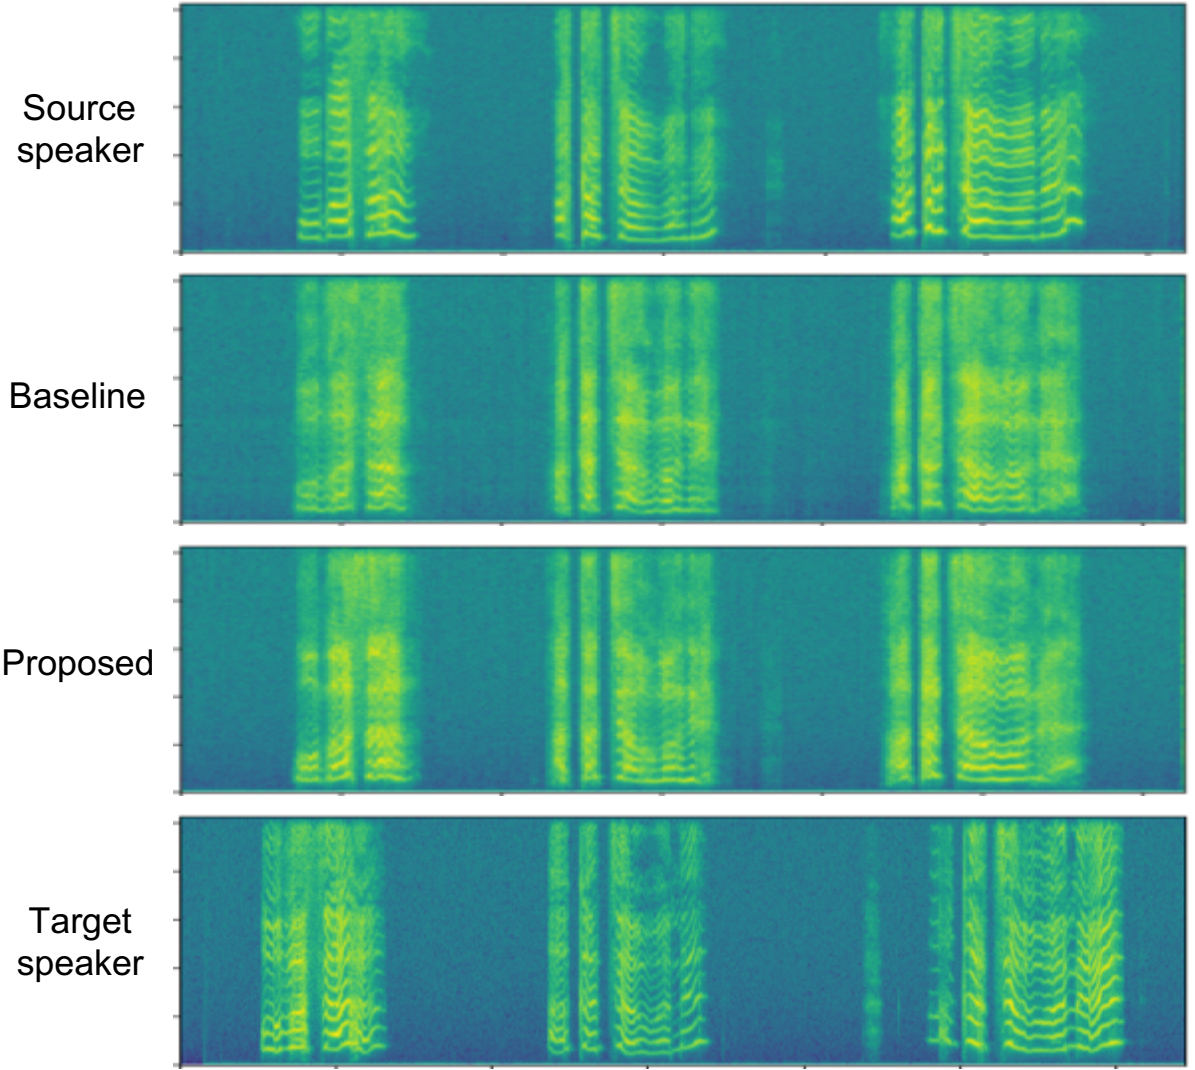 Source
speaker
Baseline
Proposed
Target
speaker